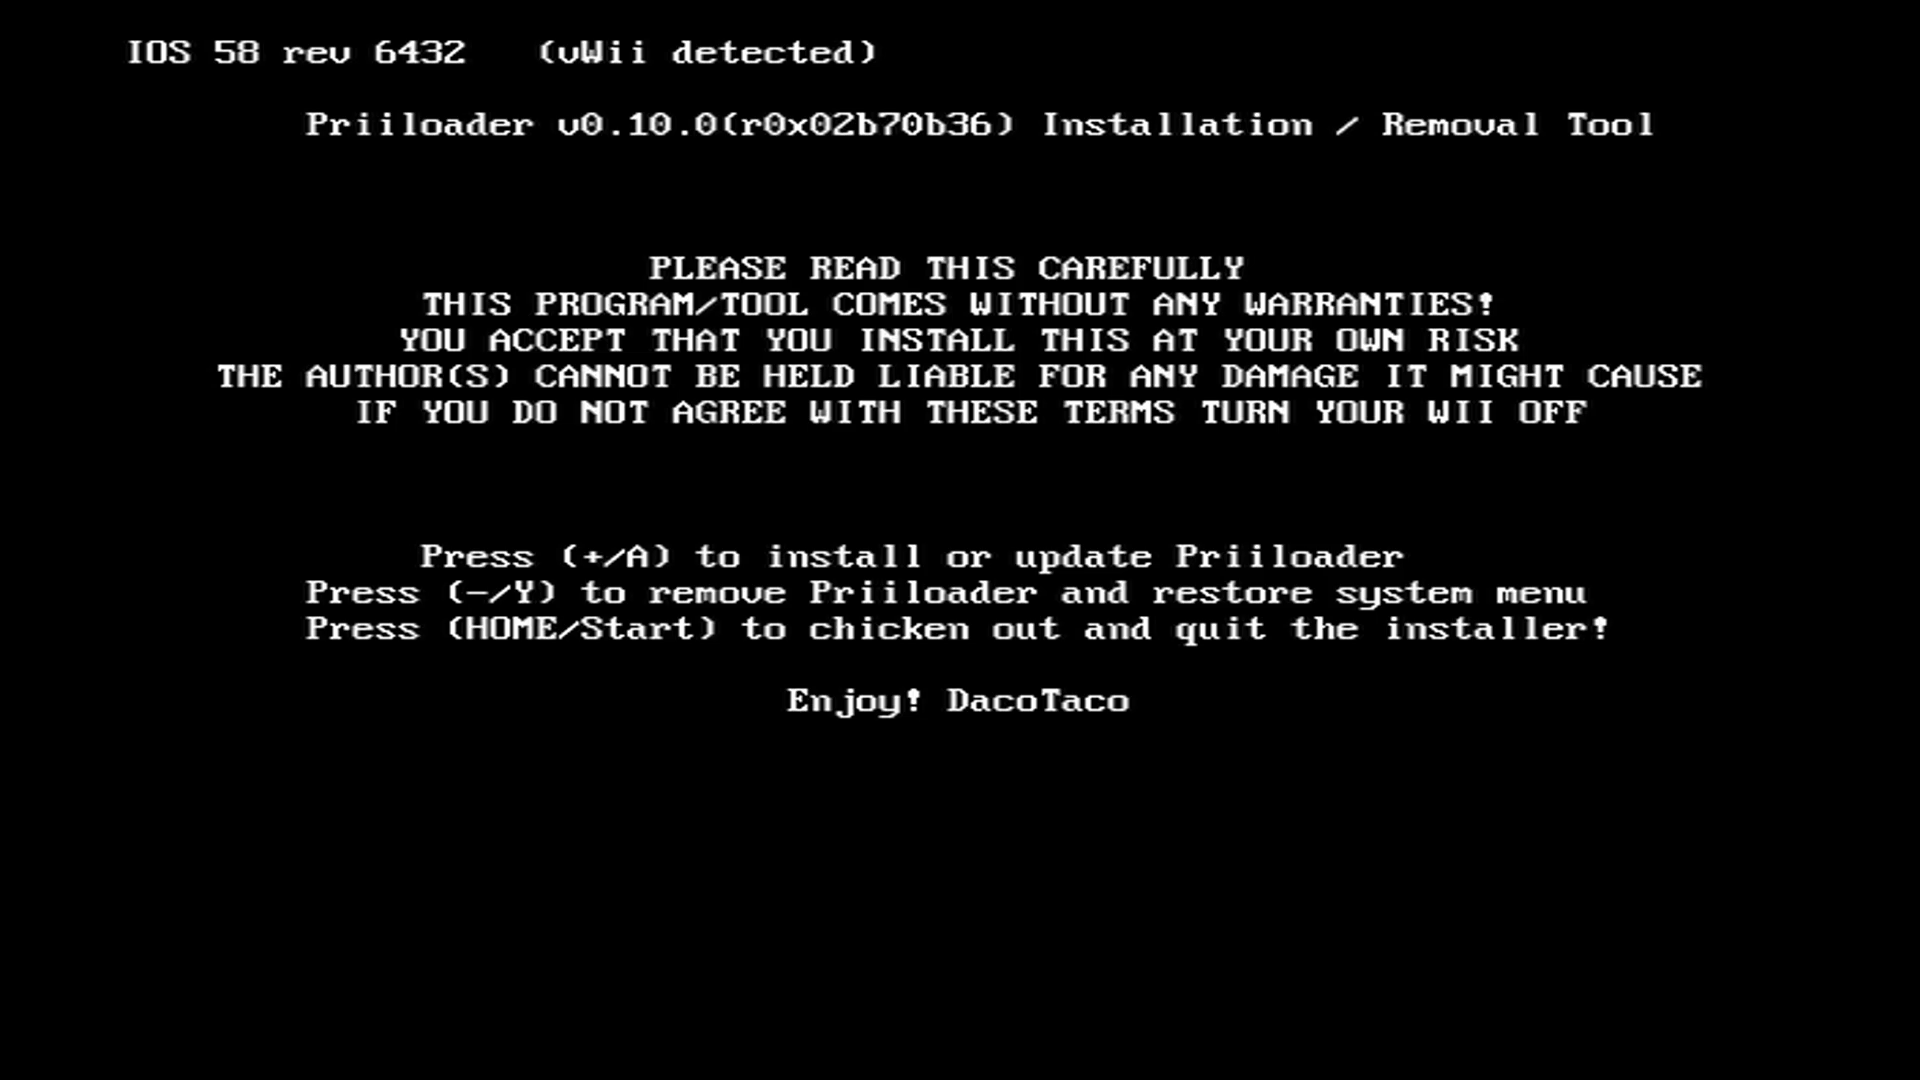 IOS 58 rev 6432   (vWii detected)
Priiloader v0.10.0(r0x02b70b36) Installation / Removal Tool
PLEASE READ THIS CAREFULLY
THIS PROGRAM/TOOL COMES WITHOUT ANY WARRANTIES!
YOU ACCEPT THAT YOU INSTALL THIS AT YOUR OWN RISK
THE AUTHOR(S) CANNOT BE HELD LIABLE FOR ANY DAMAGE IT MIGHT CAUSE
IF YOU DO NOT AGREE WITH THESE TERMS TURN YOUR WII OFF
Press (+/A) to install or update Priiloader
Press (-/Y) to remove Priiloader and restore system menu
Press (HOME/Start) to chicken out and quit the installer!
Enjoy! DacoTaco